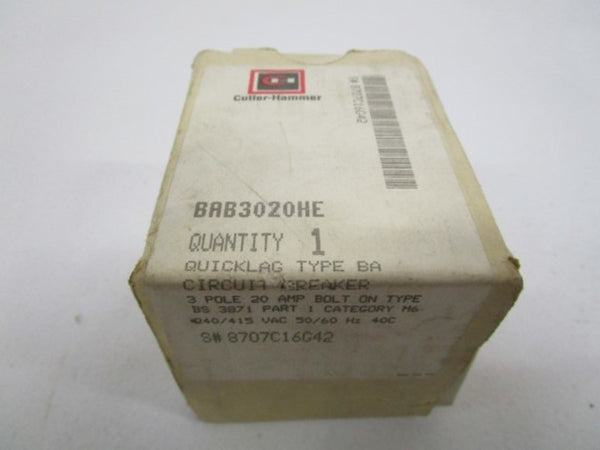 Cutler-Hammer
S# 8707C16G42
BAB3020HE
QUANTITY 1
QUICKLAG TYPE BA
CIRCUIT BREAKER
3 POLE 20 AMP BOLT ON TYPE
BS 3871 PART 1 CATEGORY M6
240/415 VAC 50/60 Hz 40C
S# 8707C16G42